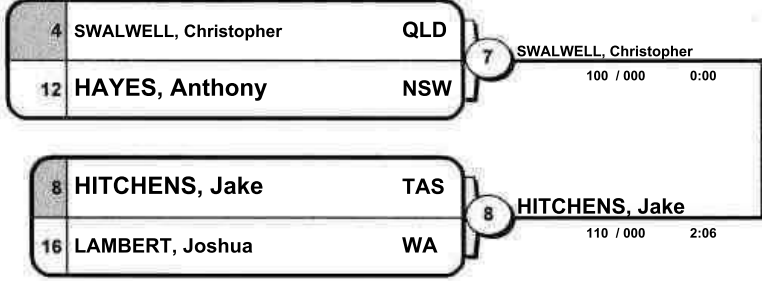 4 SWALWELL, Christopher QLD
12 HAYES, Anthony NSW
7 SWALWELL, Christopher
100 / 000 0:00
8 HITCHENS, Jake TAS
16 LAMBERT, Joshua WA
8 HITCHENS, Jake
110 / 000 2:06